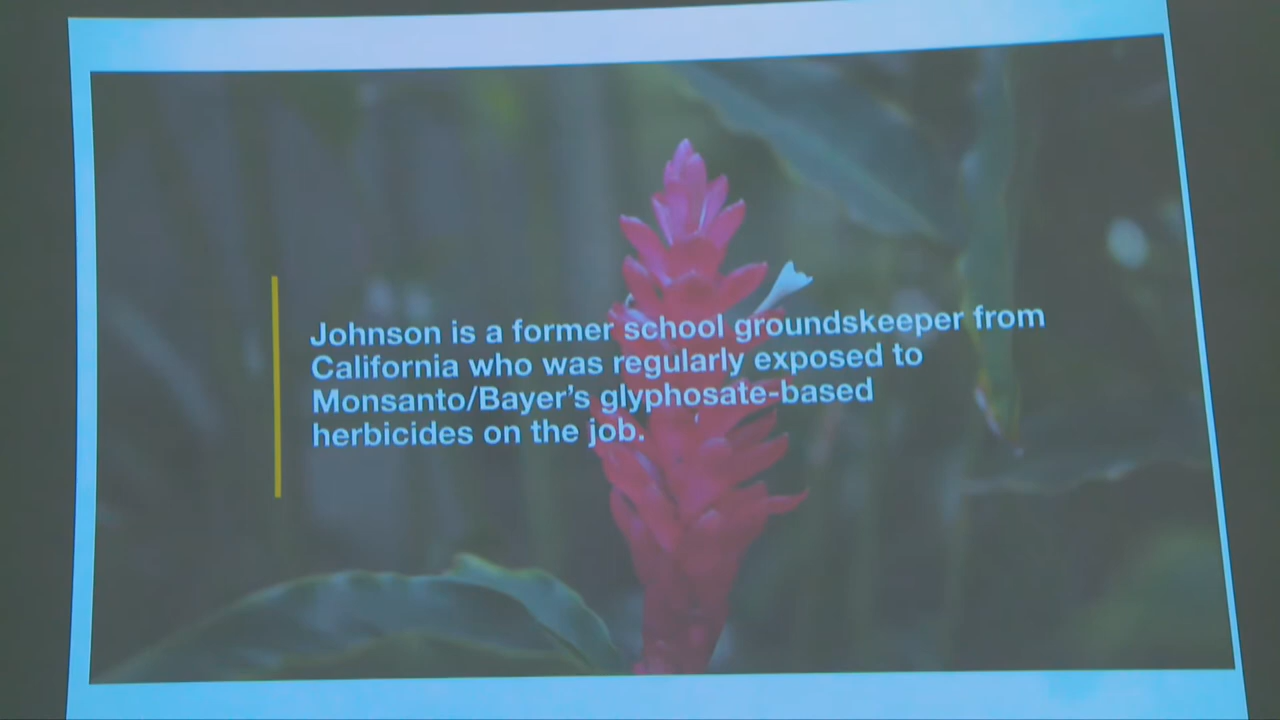 Johnson is a former school groundskeeper from
California who was regularly exposed to
Monsanto/Bayer’s glyphosate-based
herbicides on the job.